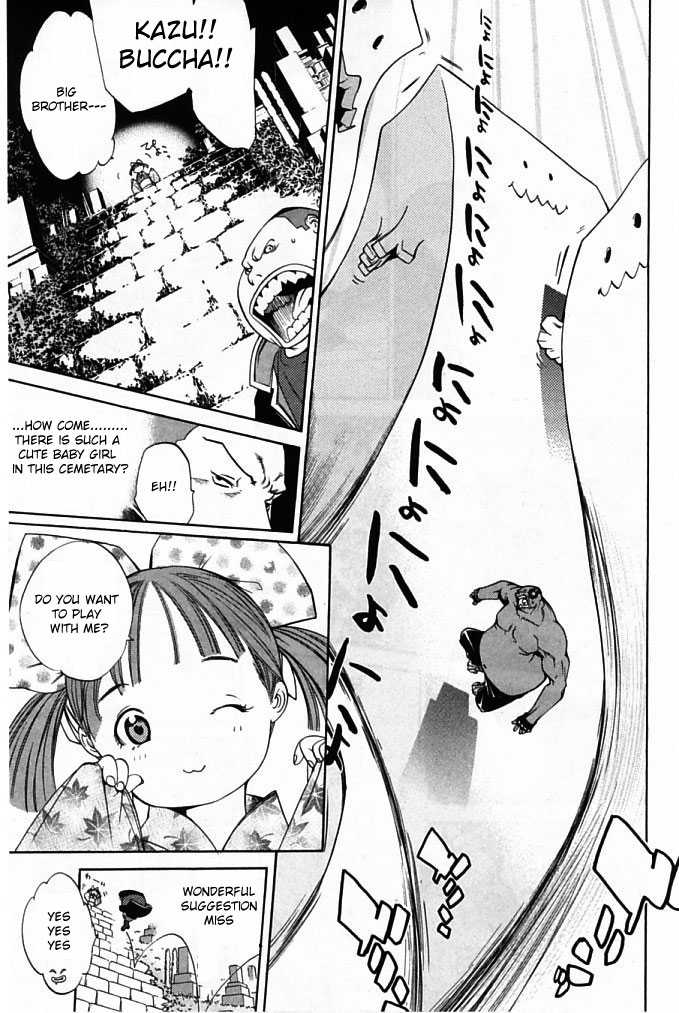 KAZU!!
BUCCHA!!
BIG
BROTHER---
...HOW COME.........
THERE IS SUCH A
CUTE BABY GIRL
IN THIS CEMETARY?
EH!!
DO YOU WANT
TO PLAY
WITH ME?
WONDERFUL
SUGGESTION
MISS
YES
YES
YES